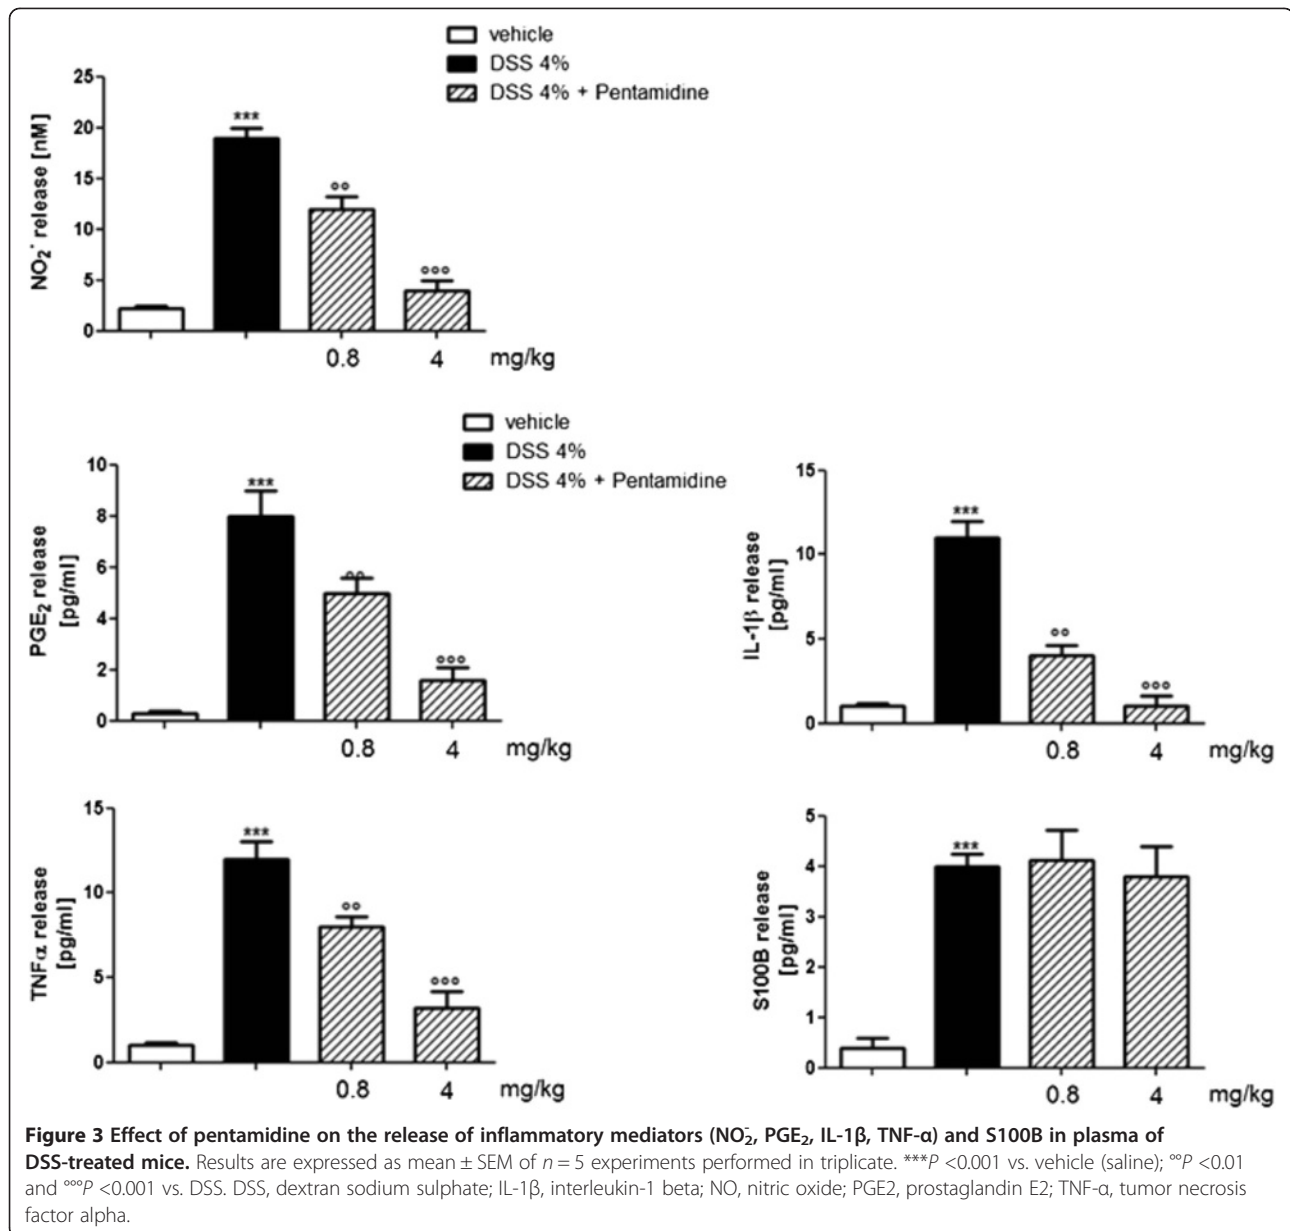 vehicle
DSS 4%
DSS 4% + Pentamidine
NO₂⁻ release [nM]
25
20
15
10
5
0
***
°°
°°°
0.8 4 mg/kg
vehicle
DSS 4%
DSS 4% + Pentamidine
PGE₂ release
[pg/ml]
10
8
6
4
2
0
***
°°
°°°
0.8 4 mg/kg
IL-1β release
[pg/ml]
15
10
5
0
***
°°
°°°
0.8 4 mg/kg
TNFα release
[pg/ml]
15
10
5
0
***
°°
°°°
0.8 4 mg/kg
S100B release
[pg/ml]
5
4
3
2
1
0
***
0.8 4 mg/kg
Figure 3 Effect of pentamidine on the release of inflammatory mediators (NO₂⁻, PGE₂, IL-1β, TNF-α) and S100B in plasma of
DSS-treated mice. Results are expressed as mean ± SEM of n = 5 experiments performed in triplicate. ***P <0.001 vs. vehicle (saline); °°P <0.01
and °°°P <0.001 vs. DSS. DSS, dextran sodium sulphate; IL-1β, interleukin-1 beta; NO, nitric oxide; PGE2, prostaglandin E2; TNF-α, tumor necrosis
factor alpha.